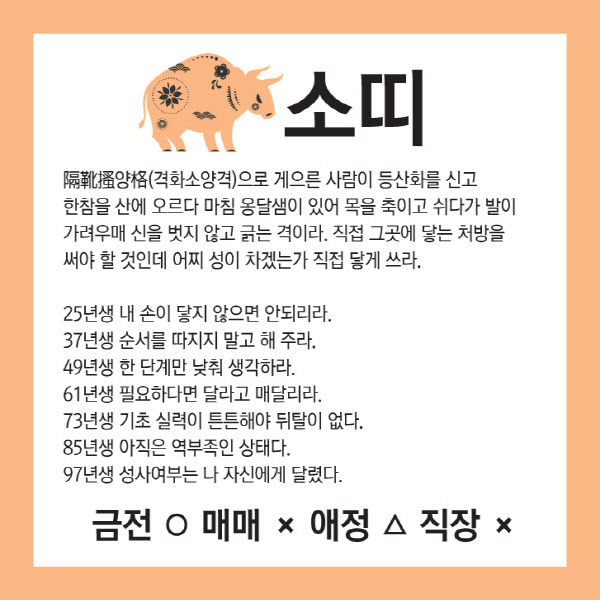 소띠
隔靴搔양格(격화소양격)으로 게으른 사람이 등산화를 신고
한참을 산에 오르다 마침 옹달샘이 있어 목을 축이고 쉬다가 발이
가려우매 신을 벗지 않고 긁는 격이라. 직접 그곳에 닿는 처방을
써야 할 것인데 어찌 성이 차겠는가 직접 닿게 쓰라.
25년생 내 손이 닿지 않으면 안되리라.
37년생 순서를 따지지 말고 해 주라.
49년생 한 단계만 낮춰 생각하라.
61년생 필요하다면 달라고 매달리라.
73년생 기초 실력이 튼튼해야 뒤탈이 없다.
85년생 아직은 역부족인 상태다.
97년생 성사여부는 나 자신에게 달렸다.
금전 ○ 매매 × 애정 △ 직장 ×